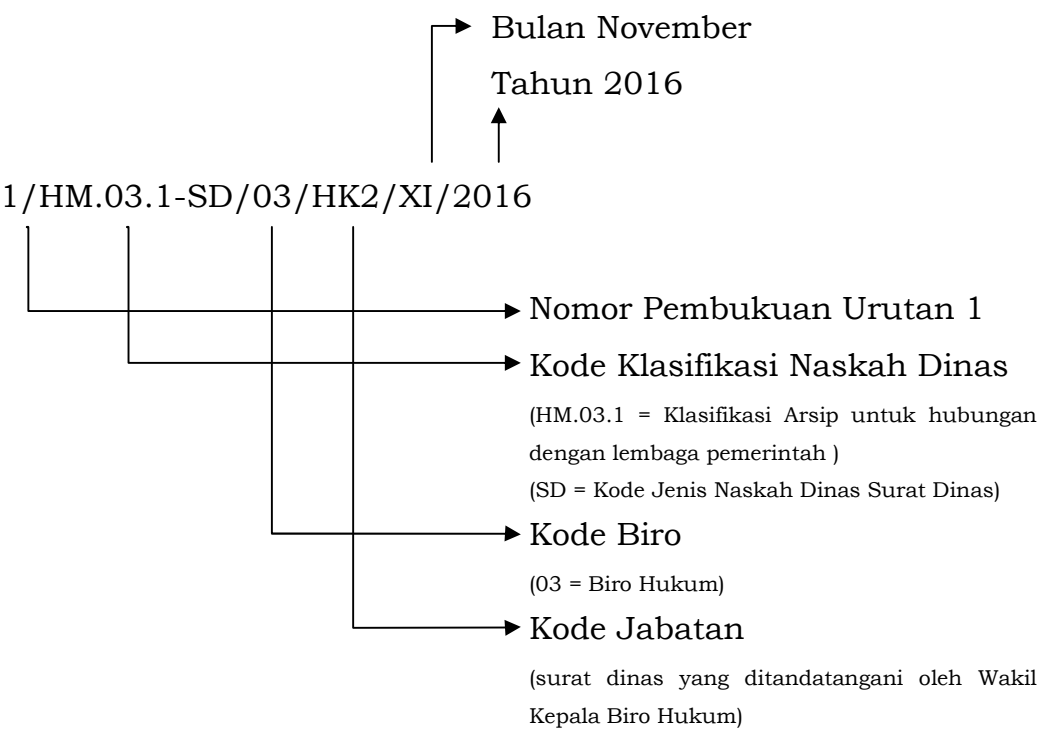 Bulan November
Tahun 2016
1/HM.03.1-SD/03/HK2/XI/2016
Nomor Pembukuan Urutan 1
Kode Klasifikasi Naskah Dinas
(HM.03.1 = Klasifikasi Arsip untuk hubungan
dengan lembaga pemerintah )
(SD = Kode Jenis Naskah Dinas Surat Dinas)
Kode Biro
(03 = Biro Hukum)
Kode Jabatan
(surat dinas yang ditandatangani oleh Wakil
Kepala Biro Hukum)